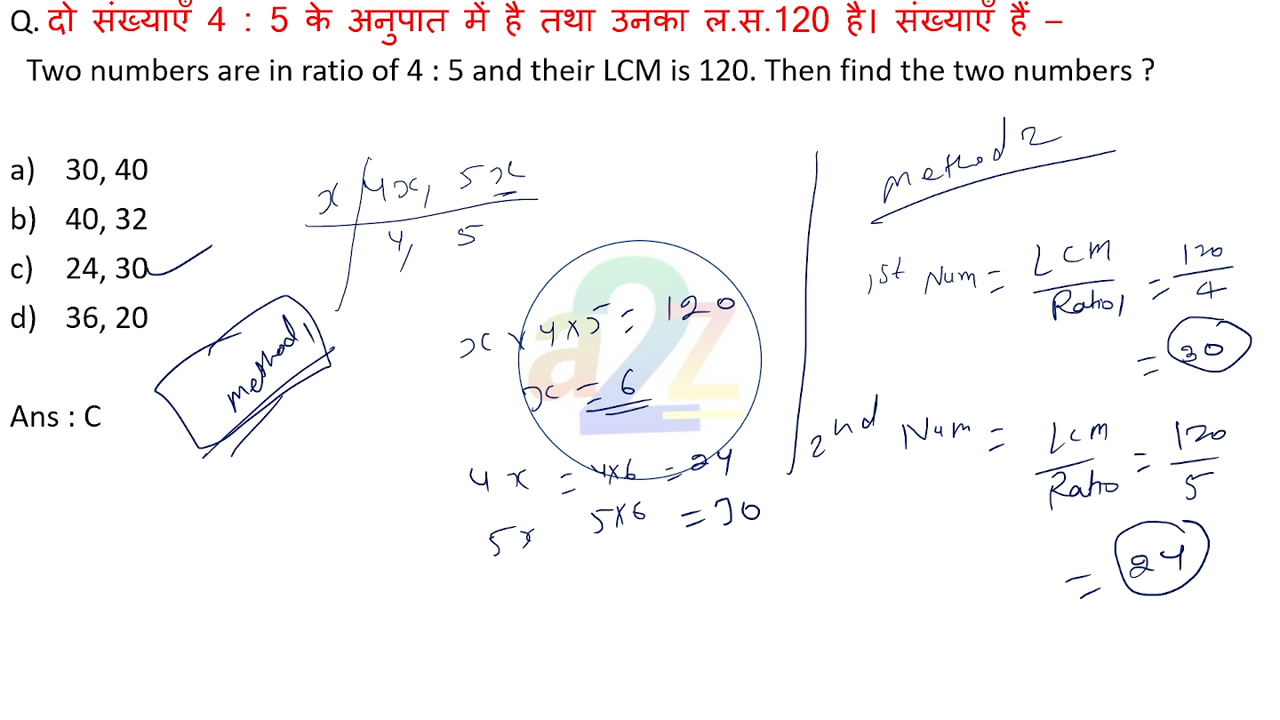 Q. दो संख्याएँ 4 : 5 के अनुपात में है तथा उनका ल.स.120 है। संख्याएँ हैं –
Two numbers are in ratio of 4 : 5 and their LCM is 120. Then find the two numbers ?
a) 30, 40
b) 40, 32
c) 24, 30
d) 36, 20
Ans : C
method 1
x | 4x, 5x
4, 5
x × 4×5 = 120
x = 6
4x = 4×6 = 24
5x 5×6 = 30
a2z
method 2
1st Num = LCM / Ratio1 = 120 / 4
= 30
2nd Num = LCM / Ratio = 120 / 5
= 24